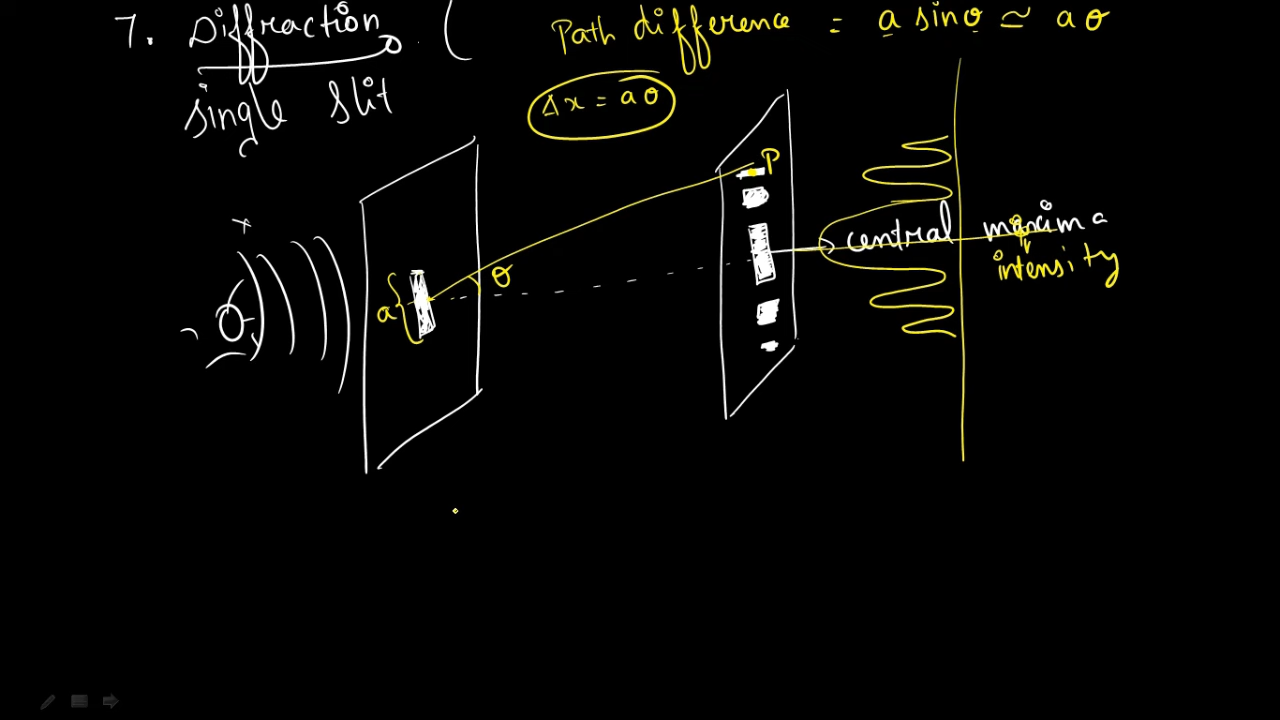 7. Diffraction (
Path difference = a sinθ ≃ aθ
single slit
Δx = aθ
P
central maxima
intensity
θ
a